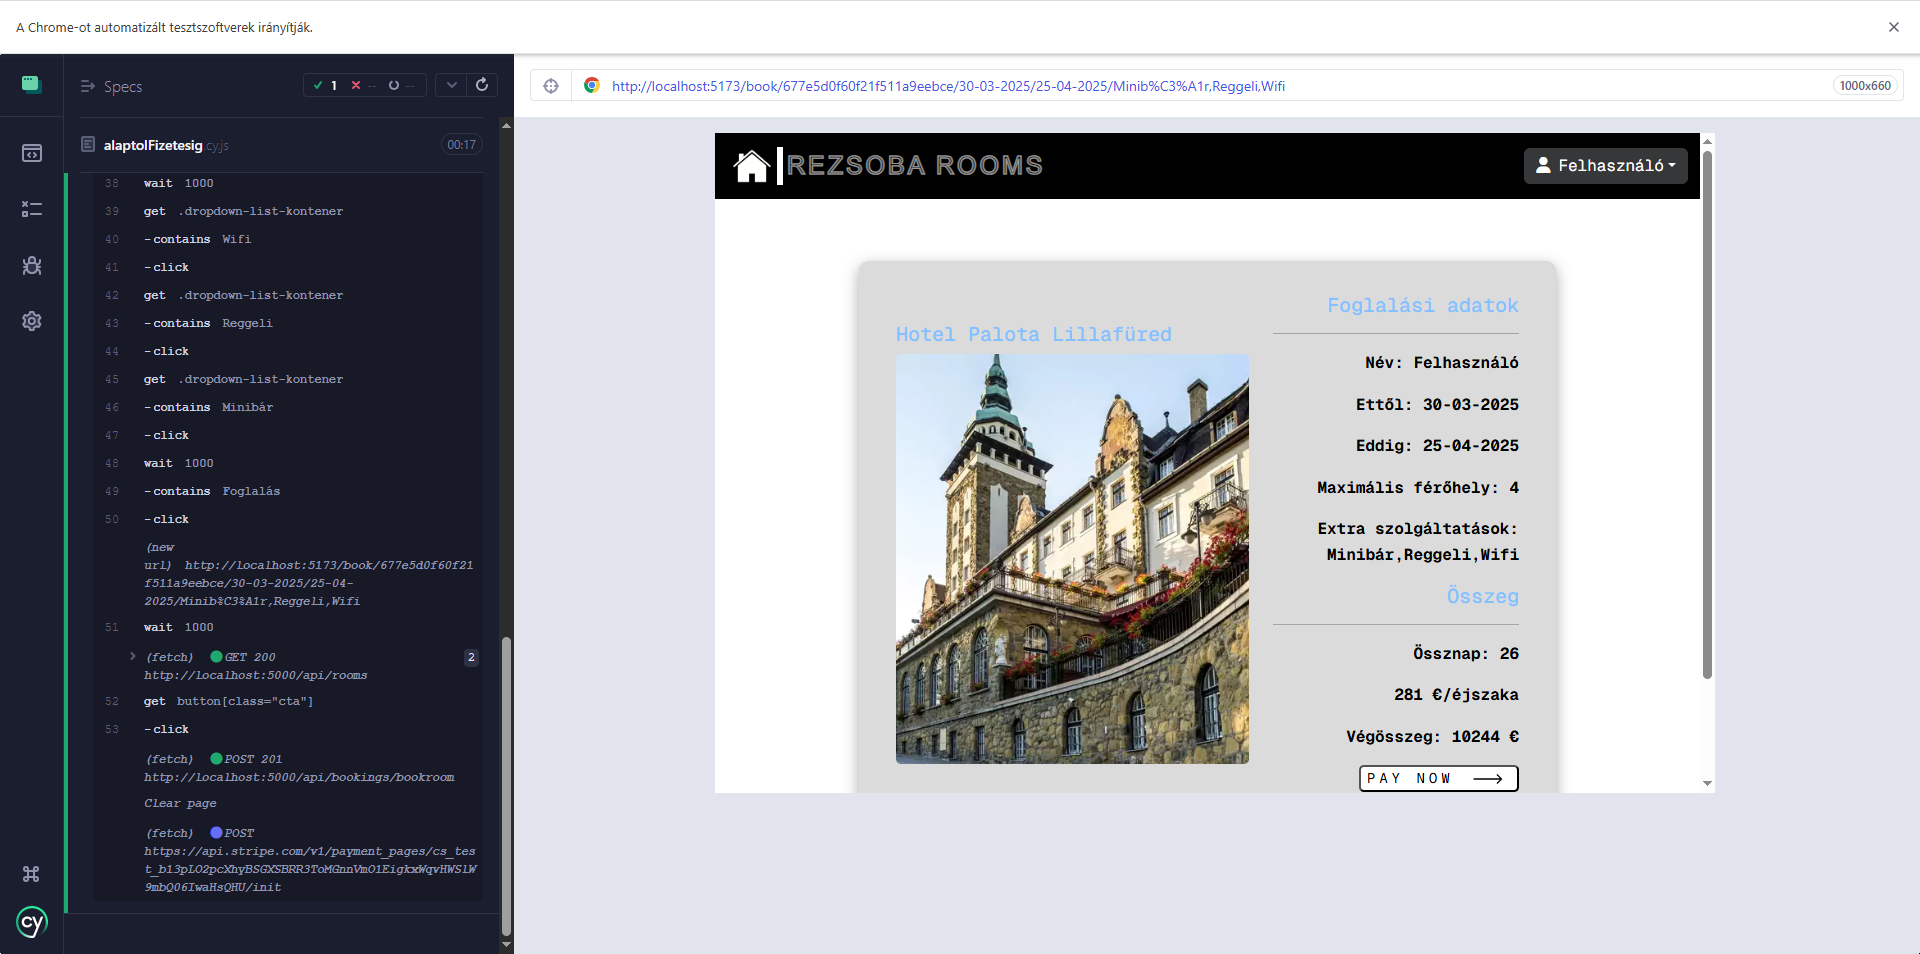 A Chrome-ot automatizált tesztszoftverek irányítják.
Specs
1 -- --
http://localhost:5173/book/677e5d0f60f21f511a9eebce/30-03-2025/25-04-2025/Minib%C3%A1r,Reggeli,Wifi
1000x660
alaptolFizetesig.cy.js 00:17
38 wait 1000
39 get .dropdown-list-kontener
40 -contains Wifi
41 -click
42 get .dropdown-list-kontener
43 -contains Reggeli
44 -click
45 get .dropdown-list-kontener
46 -contains Minibár
47 -click
48 wait 1000
49 -contains Foglalás
50 -click
(new
url) http://localhost:5173/book/677e5d0f60f21
f511a9eebce/30-03-2025/25-04-
2025/Minib%C3%A1r,Reggeli,Wifi
51 wait 1000
(fetch) GET 200 2
http://localhost:5000/api/rooms
52 get button[class="cta"]
53 -click
(fetch) POST 201
http://localhost:5000/api/bookings/bookroom
Clear page
(fetch) POST
https://api.stripe.com/v1/payment_pages/cs_tes
t_b13pLO2pcXhyBSGXSBRR3ToMGnnVmO1EigkxWqvHWSlW
9mbQ06IwaHsQHU/init
cy
REZSOBA ROOMS
Felhasználó
Hotel Palota Lillafüred
Foglalási adatok
Név: Felhasználó
Ettől: 30-03-2025
Eddig: 25-04-2025
Maximális férőhely: 4
Extra szolgáltatások:
Minibár,Reggeli,Wifi
Összeg
Össznap: 26
281 €/éjszaka
Végösszeg: 10244 €
PAY NOW